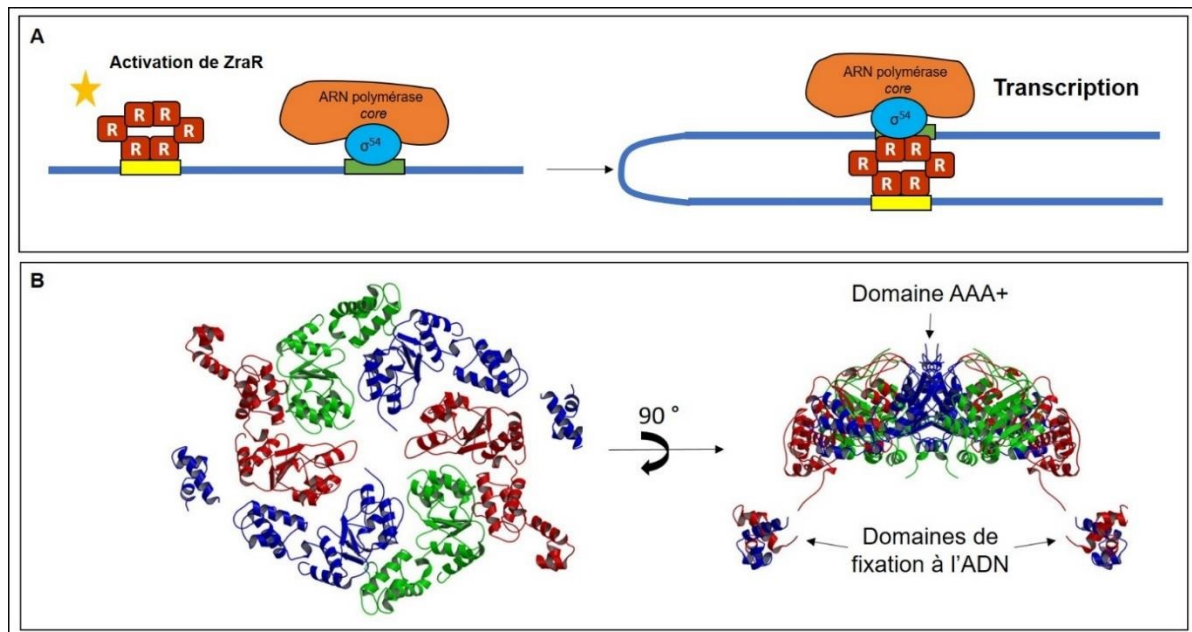 A
Activation de ZraR
ARN polymérase
core
σ54
R R
R R
R R
ARN polymérase
core
σ54
Transcription
R R
R R
R R
B
Domaine AAA+
90 °
Domaines de
fixation à l'ADN